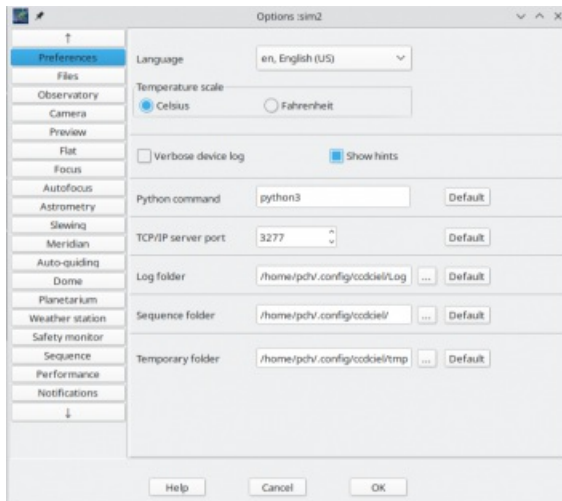 Options :sim2
↑
Preferences
Files
Observatory
Camera
Preview
Flat
Focus
Autofocus
Astrometry
Slewing
Meridian
Auto-guiding
Dome
Planetarium
Weather station
Safety monitor
Sequence
Performance
Notifications
↓
Language en, English (US)
Temperature scale
Celsius Fahrenheit
Verbose device log Show hints
Python command python3 Default
TCP/IP server port 3277 Default
Log folder /home/pch/.config/ccdciel/Log ... Default
Sequence folder /home/pch/.config/ccdciel/ ... Default
Temporary folder /home/pch/.config/ccdciel/tmp ... Default
Help Cancel OK